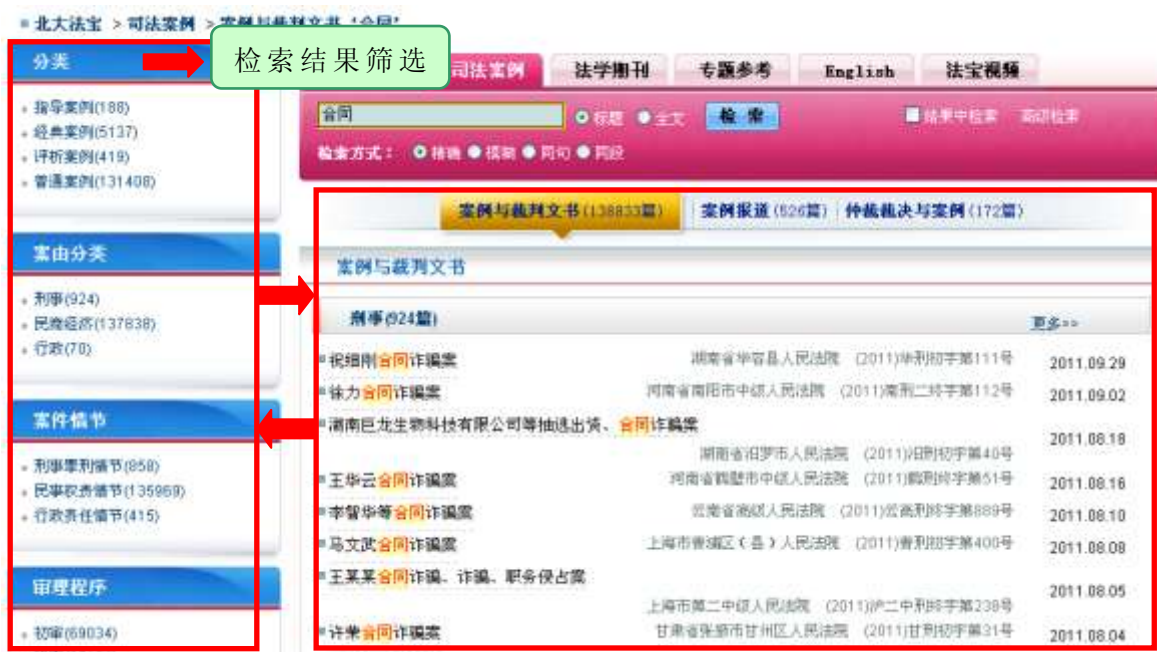 北大法宝 > 司法案例 > 案例与裁判文书 '合同'
分类
检索结果筛选
司法案例 法学期刊 专题参考 English 法宝视频
指导案例(188)
经典案例(5137)
评析案例(419)
普通案例(131408)
合同 标题 全文 检索 结果中检索 高级检索
检索方式： 精确 模糊 同句 同段
案例与裁判文书(138833篇) 案例报道(526篇) 仲裁裁决与案例(172篇)
案由分类
刑事(924)
民商经济(137838)
行政(70)
案件情节
刑事罪刑情节(858)
民事权责情节(135969)
行政责任情节(415)
审理程序
初审(69034)
案例与裁判文书
刑事(924篇) 更多>>
祝细刚合同诈骗案 湖南省华容县人民法院 (2011)华刑初字第111号 2011.09.29
徐力合同诈骗案 河南省南阳市中级人民法院 (2011)南刑二终字第112号 2011.09.02
湖南巨龙生物科技有限公司等抽逃出资、合同诈骗案
湖南省汨罗市人民法院 (2011)汨刑初字第40号 2011.08.18
王华云合同诈骗案 河南省鹤壁市中级人民法院 (2011)鹤刑终字第51号 2011.08.16
李智华等合同诈骗案 云南省高级人民法院 (2011)云高刑终字第889号 2011.08.10
马文武合同诈骗案 上海市青浦区(县)人民法院 (2011)青刑初字第400号 2011.08.08
王某某合同诈骗、诈骗、职务侵占案
上海市第二中级人民法院 (2011)沪二中刑终字第238号 2011.08.05
许荣合同诈骗案 甘肃省张掖市甘州区人民法院 (2011)甘刑初字第31号 2011.08.04